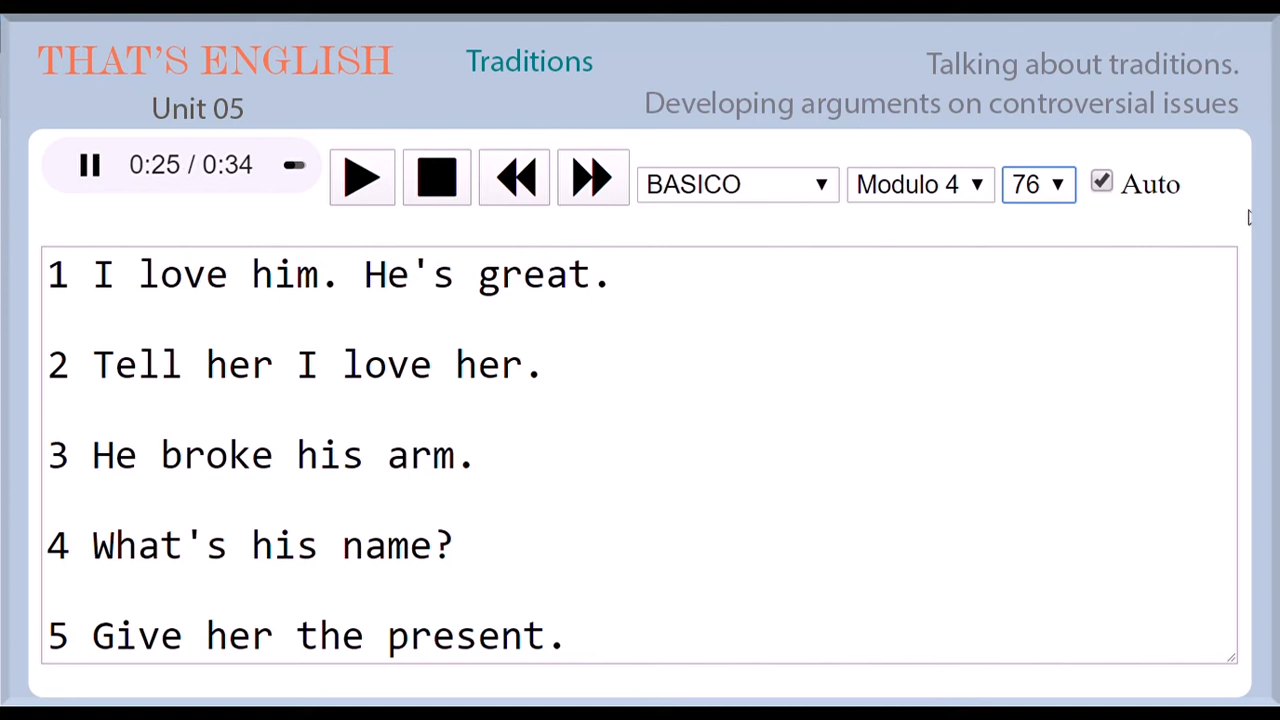 THAT'S ENGLISH
Traditions
Talking about traditions.
Unit 05
Developing arguments on controversial issues
0:25 / 0:34
BASICO
Modulo 4
76
Auto
1 I love him. He's great.
2 Tell her I love her.
3 He broke his arm.
4 What's his name?
5 Give her the present.